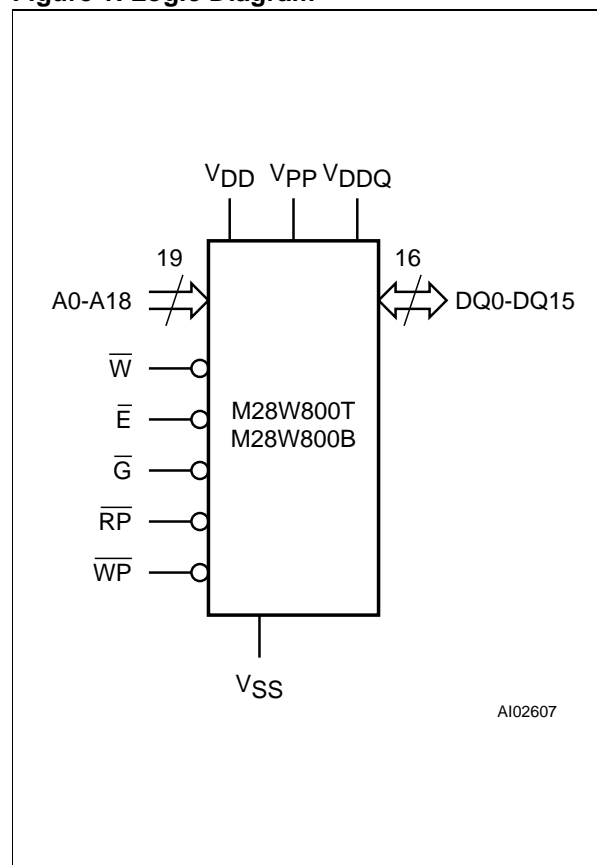 Figure 1. Logic Diagram
VDD VPP VDDQ
19
16
A0-A18
DQ0-DQ15
W
E
M28W800T
M28W800B
G
RP
WP
VSS
AI02607